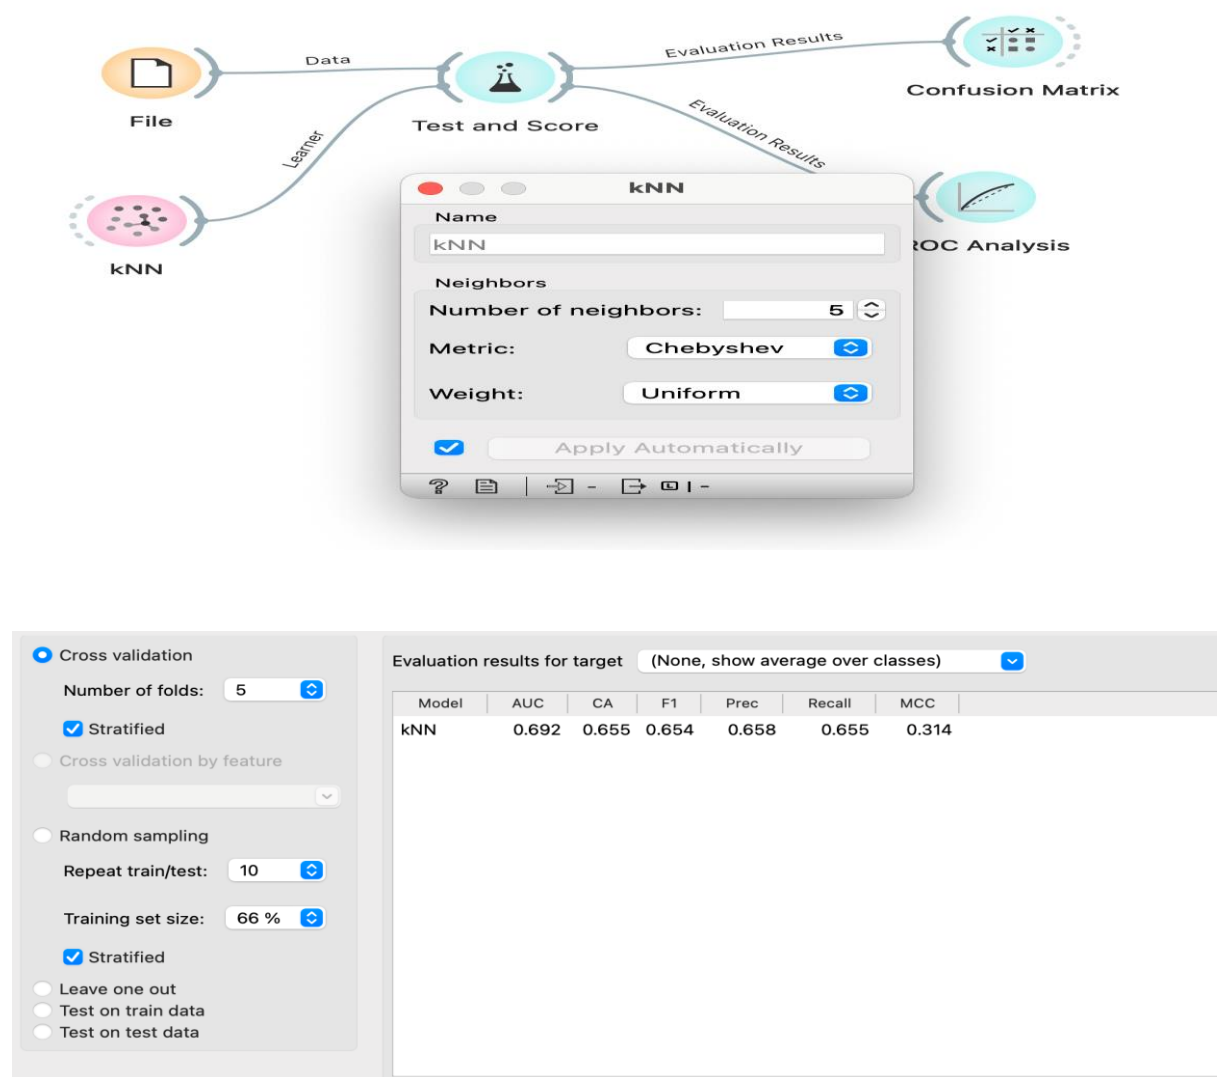 Evaluation Results
Data
Confusion Matrix
File
Test and Score
Evaluation Results
Learner
kNN
Name
kNN
ROC Analysis
kNN
Neighbors
Number of neighbors: 5
Metric: Chebyshev
Weight: Uniform
Apply Automatically
? - L | -
Cross validation
Number of folds: 5
Stratified
Cross validation by feature
Random sampling
Repeat train/test: 10
Training set size: 66 %
Stratified
Leave one out
Test on train data
Test on test data
Evaluation results for target (None, show average over classes)
Model AUC CA F1 Prec Recall MCC
kNN 0.692 0.655 0.654 0.658 0.655 0.314